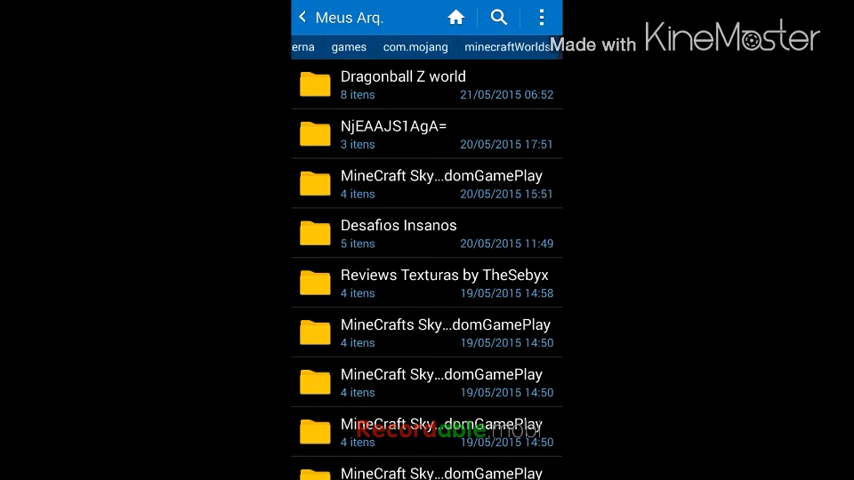 Meus Arq.
erna games com.mojang minecraftWorlds
Made with KineMaster
Dragonball Z world
8 itens 21/05/2015 06:52
NjEAAJS1AgA=
3 itens 20/05/2015 17:51
MineCraft Sky...domGamePlay
4 itens 20/05/2015 15:51
Desafios Insanos
5 itens 20/05/2015 11:49
Reviews Texturas by TheSebyx
4 itens 19/05/2015 14:58
MineCrafts Sky...domGamePlay
4 itens 19/05/2015 14:50
MineCraft Sky...domGamePlay
4 itens 19/05/2015 14:50
MineCraft Sky...domGamePlay
Recordable.mobi
4 itens 19/05/2015 14:50
MineCraft Sky...domGamePlay